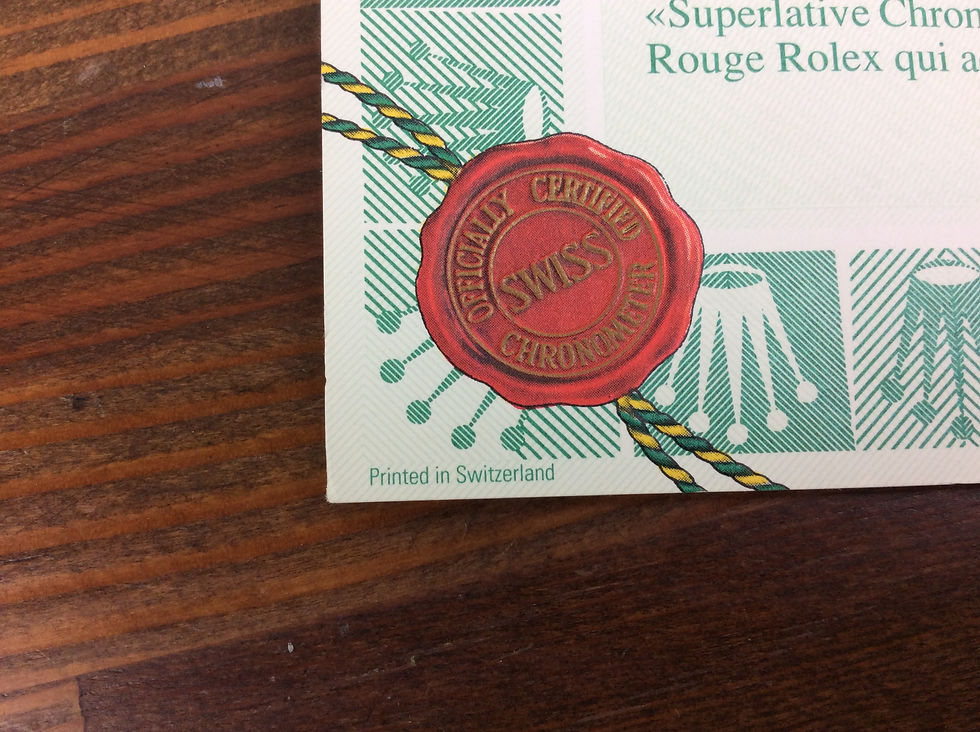 «Superlative Chron
Rouge Rolex qui a
OFFICIALLY CERTIFIED
SWISS
CHRONOMETER
Printed in Switzerland